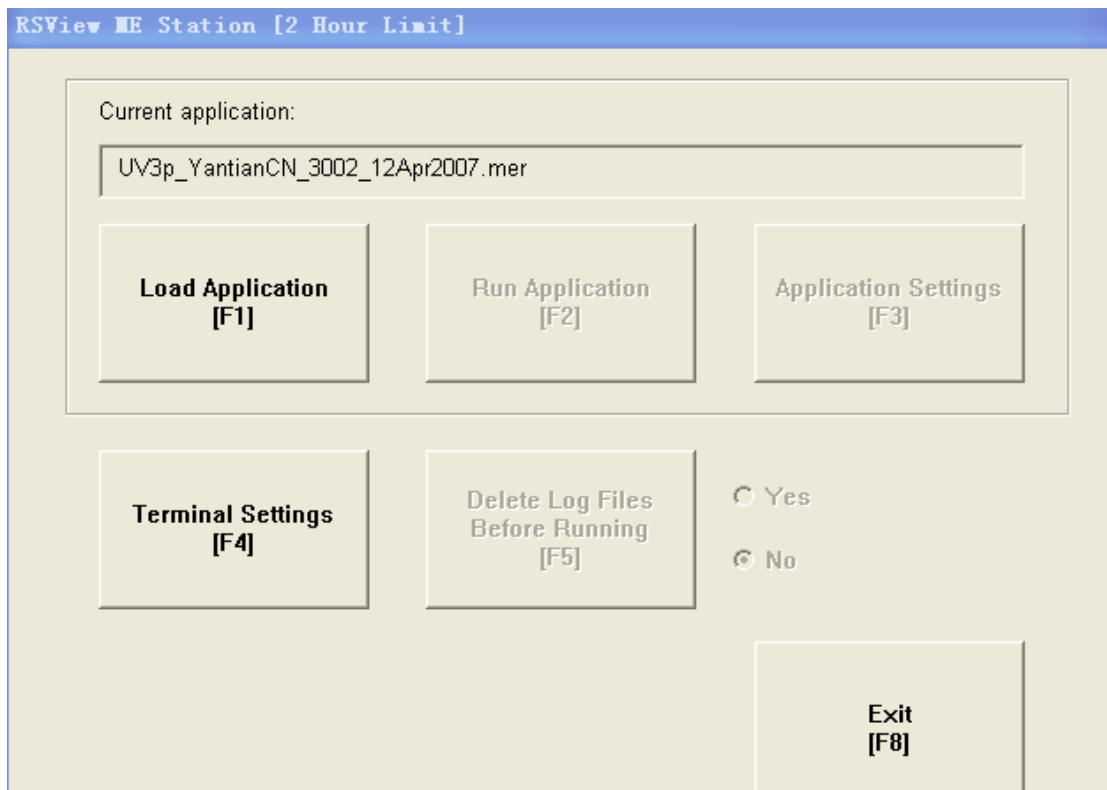 RSView ME Station [2 Hour Limit]
Current application:
UV3p_YantianCN_3002_12Apr2007.mer
Load Application
[F1]
Run Application
[F2]
Application Settings
[F3]
Terminal Settings
[F4]
Delete Log Files
Before Running
[F5]
Yes
No
Exit
[F8]